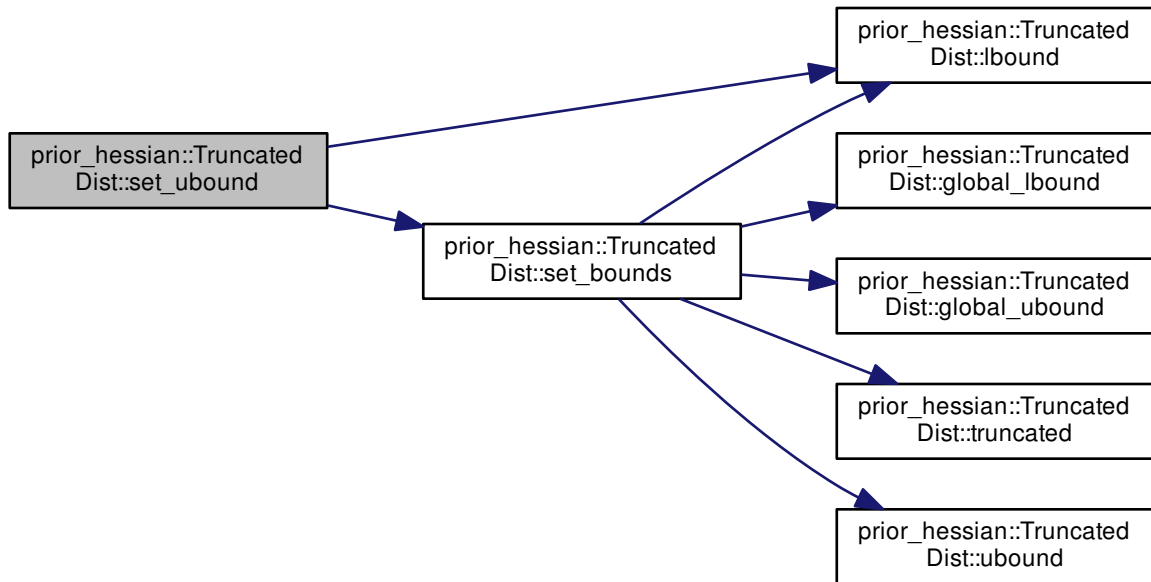 prior_hessian::Truncated
Dist::set_ubound
prior_hessian::Truncated
Dist::set_bounds
prior_hessian::Truncated
Dist::lbound
prior_hessian::Truncated
Dist::global_lbound
prior_hessian::Truncated
Dist::global_ubound
prior_hessian::Truncated
Dist::truncated
prior_hessian::Truncated
Dist::ubound